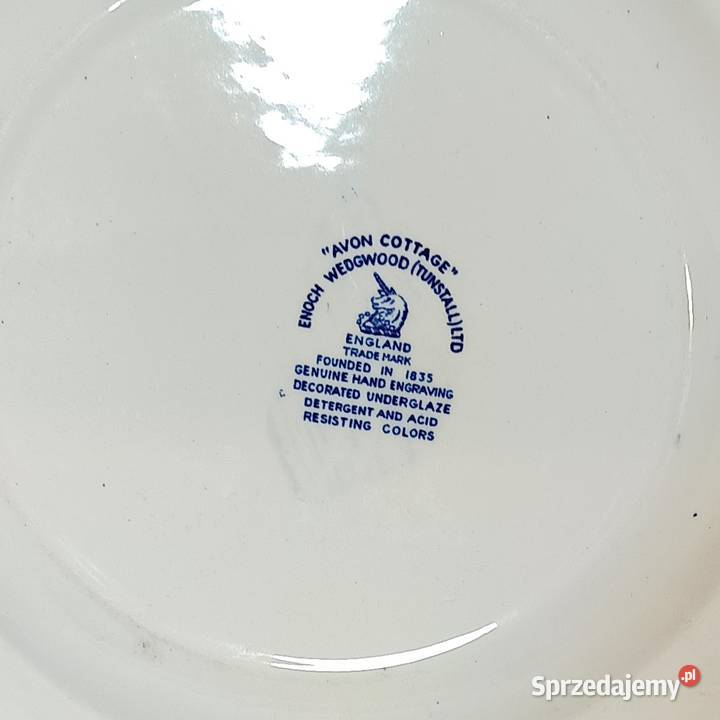 "AVON COTTAGE"
ENOCH WEDGWOOD (TUNSTALL) LTD
ENGLAND
TRADE MARK
FOUNDED IN 1835
GENUINE HAND ENGRAVING
DECORATED UNDERGLAZE
DETERGENT AND ACID
RESISTING COLORS
Sprzedajemy.pl